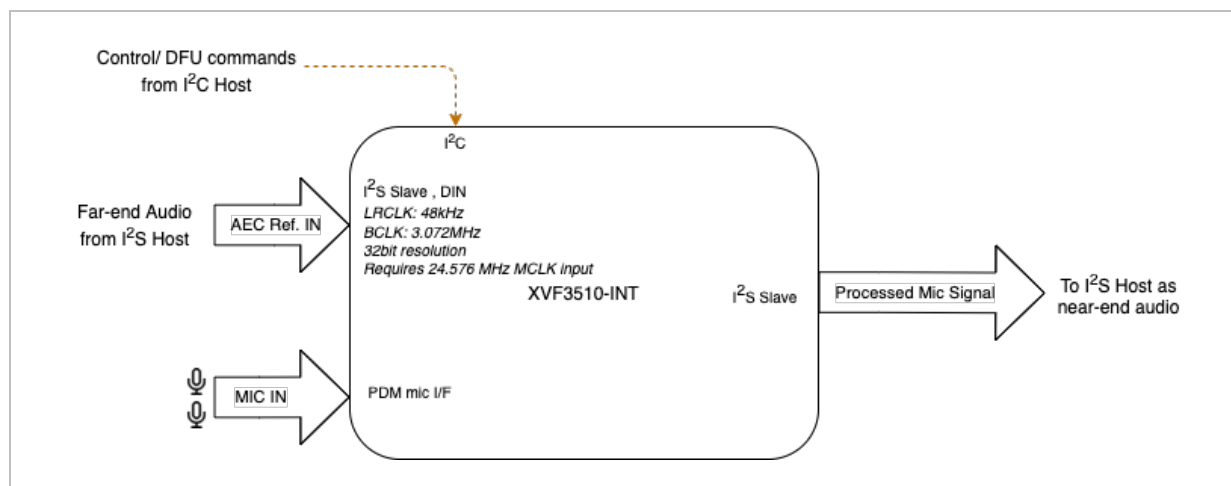 Control/ DFU commands
from I²C Host
I²C
I²S Slave , DIN
LRCLK: 48kHz
BCLK: 3.072MHz
32bit resolution
Requires 24.576 MHz MCLK input
Far-end Audio
from I²S Host
AEC Ref. IN
XVF3510-INT
I²S Slave
Processed Mic Signal
To I²S Host as
near-end audio
MIC IN
PDM mic I/F